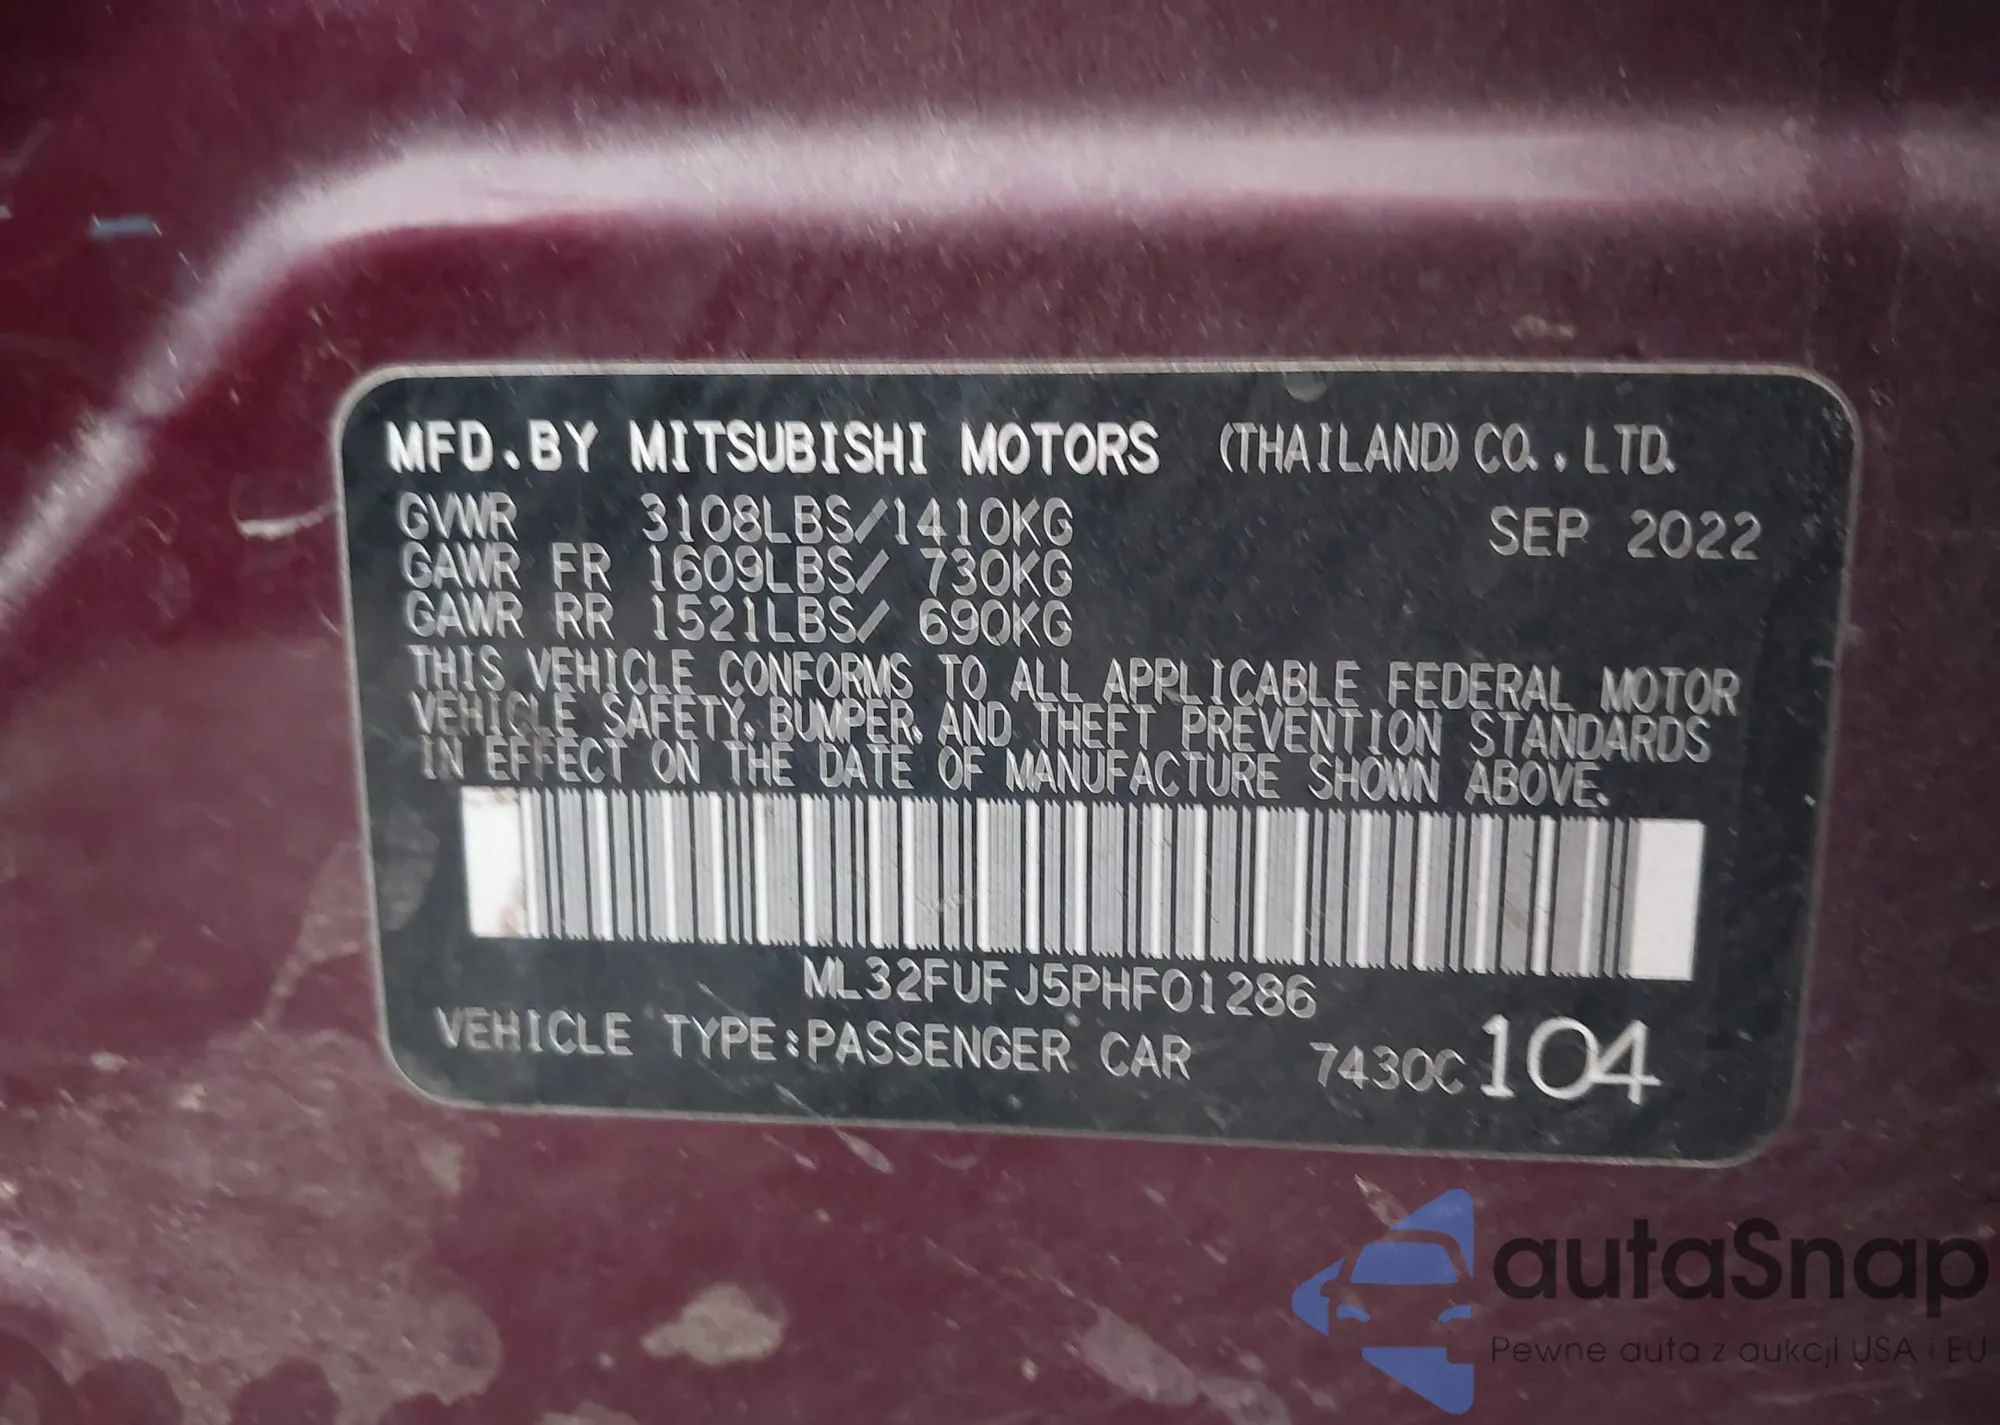 MFD.BY MITSUBISHI MOTORS (THAILAND) CO., LTD.
GVWR 3108LBS/1410KG SEP 2022
GAWR FR 1609LBS/ 730KG
GAWR RR 1521LBS/ 690KG
THIS VEHICLE CONFORMS TO ALL APPLICABLE FEDERAL MOTOR
VEHICLE SAFETY, BUMPER, AND THEFT PREVENTION STANDARDS
IN EFFECT ON THE DATE OF MANUFACTURE SHOWN ABOVE.
ML32FUFJ5PHF01286
VEHICLE TYPE:PASSENGER CAR 7430C 104
autaSnap
Pewne auta z aukcji USA i EU